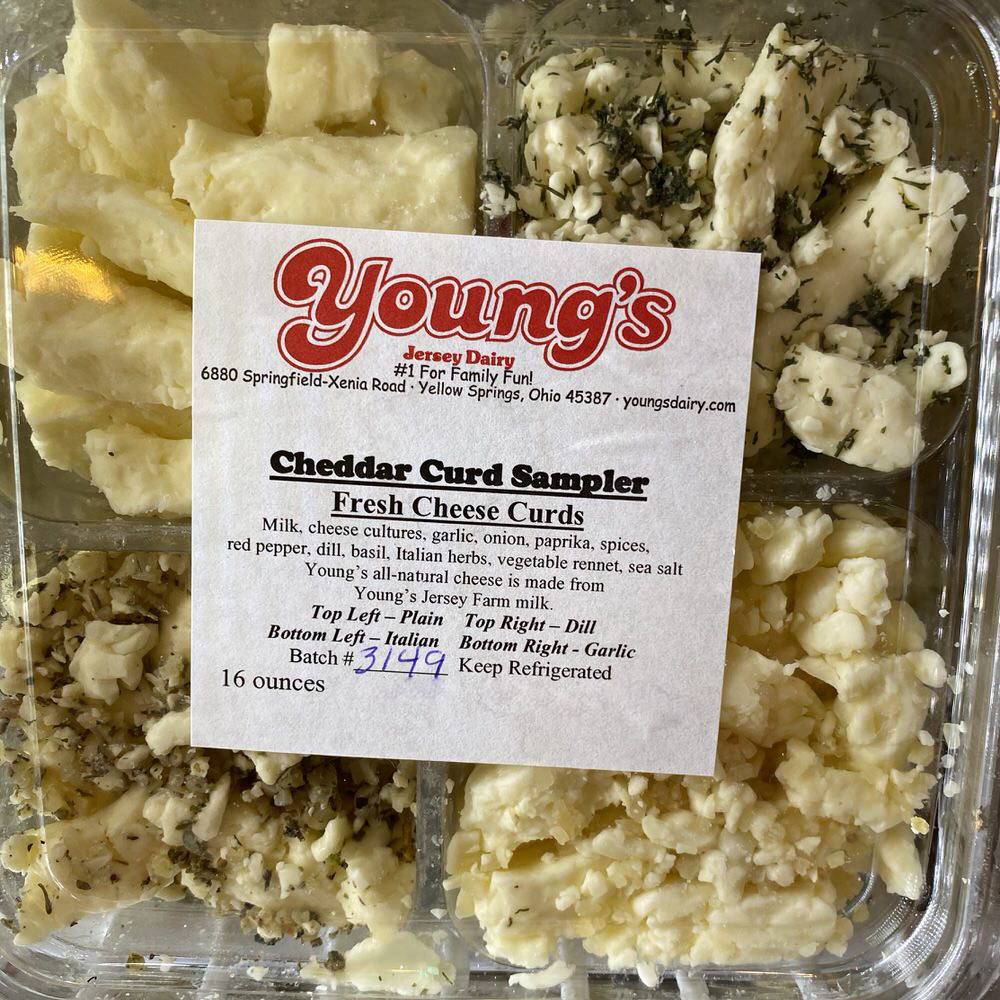 Young's
Jersey Dairy
#1 For Family Fun!
6880 Springfield-Xenia Road · Yellow Springs, Ohio 45387 · youngsdairy.com
Cheddar Curd Sampler
Fresh Cheese Curds
Milk, cheese cultures, garlic, onion, paprika, spices,
red pepper, dill, basil, Italian herbs, vegetable rennet, sea salt
Young's all-natural cheese is made from
Young's Jersey Farm milk.
Top Left – Plain Top Right – Dill
Bottom Left – Italian Bottom Right - Garlic
Batch # 3149 Keep Refrigerated
16 ounces